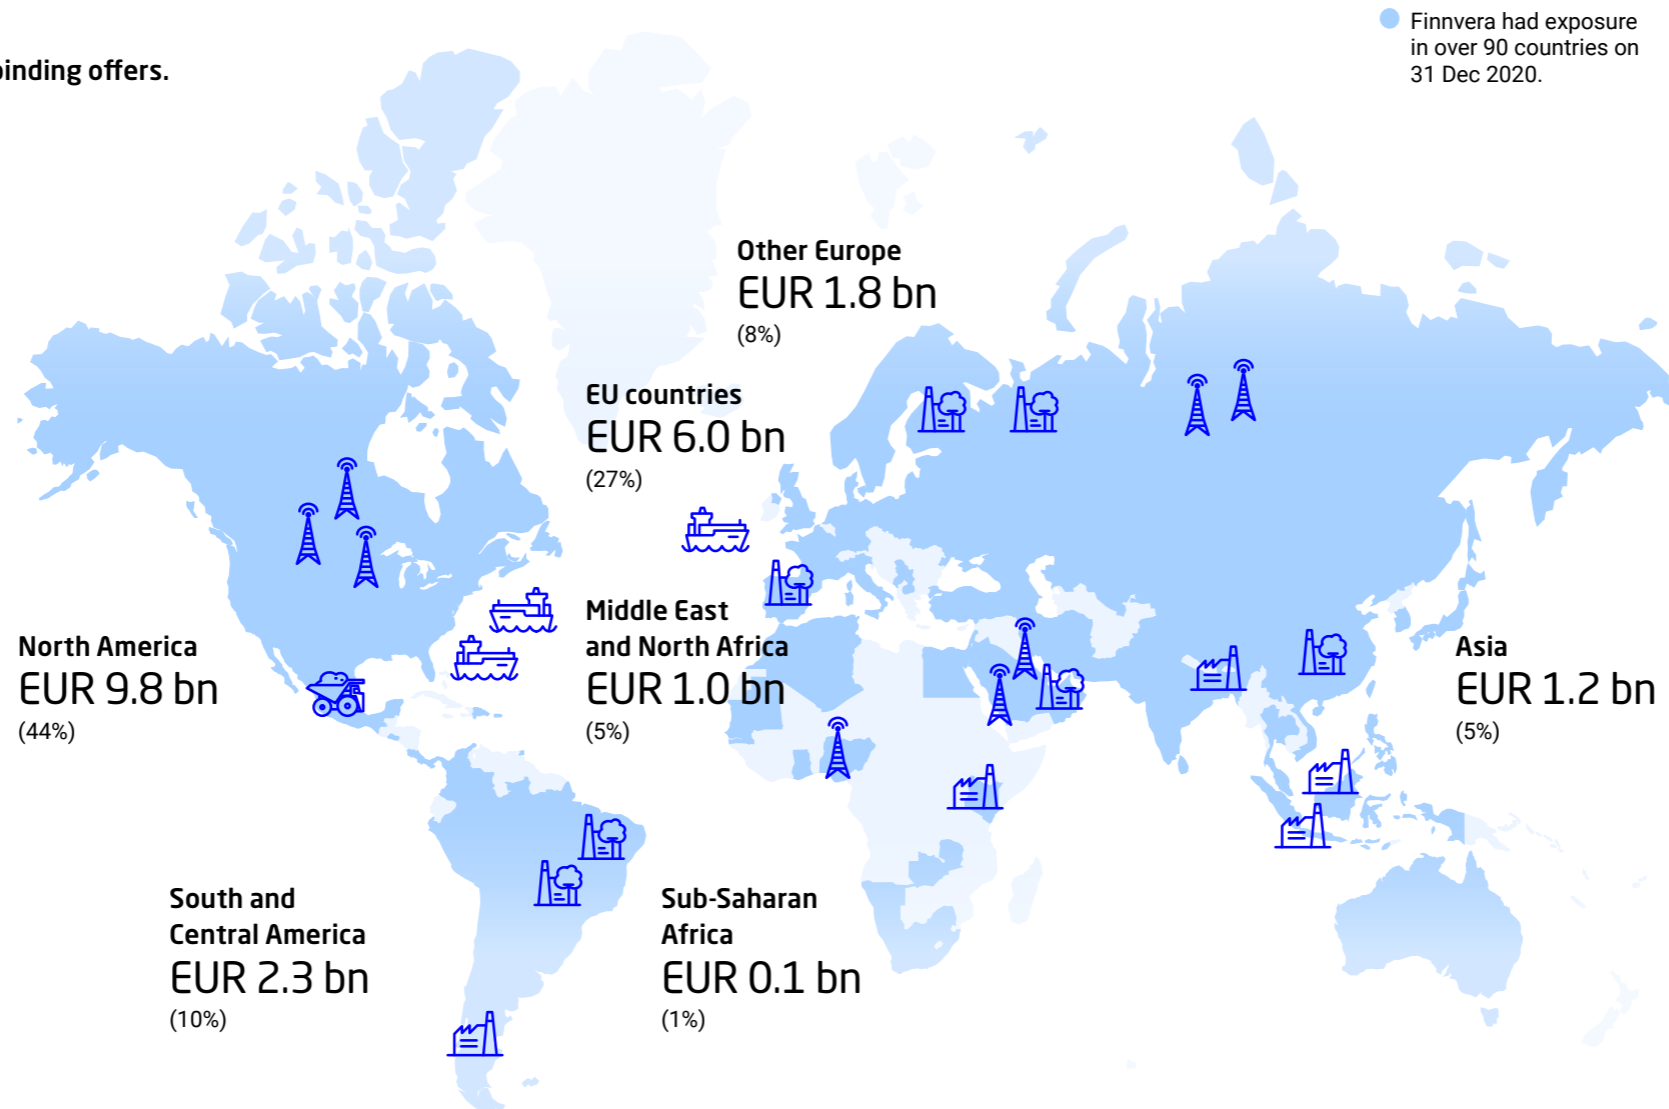 binding offers.
Finnvera had exposure
in over 90 countries on
31 Dec 2020.
Other Europe
EUR 1.8 bn
(8%)
EU countries
EUR 6.0 bn
(27%)
Middle East
and North Africa
EUR 1.0 bn
(5%)
North America
EUR 9.8 bn
(44%)
Asia
EUR 1.2 bn
(5%)
South and
Central America
EUR 2.3 bn
(10%)
Sub-Saharan
Africa
EUR 0.1 bn
(1%)